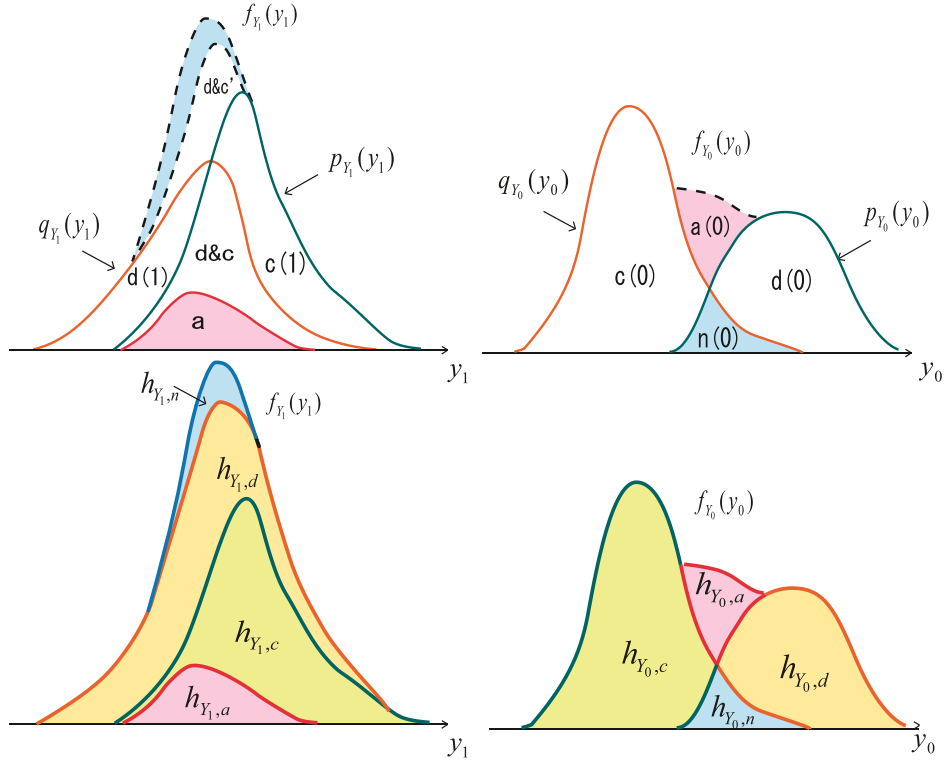 f_{Y_1}(y_1)
d&c'
p_{Y_1}(y_1)
q_{Y_1}(y_1)
d(1)
d&c
c(1)
a
y_1
f_{Y_0}(y_0)
q_{Y_0}(y_0)
p_{Y_0}(y_0)
a(0)
c(0)
d(0)
n(0)
y_0
h_{Y_1,n}
f_{Y_1}(y_1)
h_{Y_1,d}
h_{Y_1,c}
h_{Y_1,a}
y_1
f_{Y_0}(y_0)
h_{Y_0,a}
h_{Y_0,c}
h_{Y_0,d}
h_{Y_0,n}
y_0